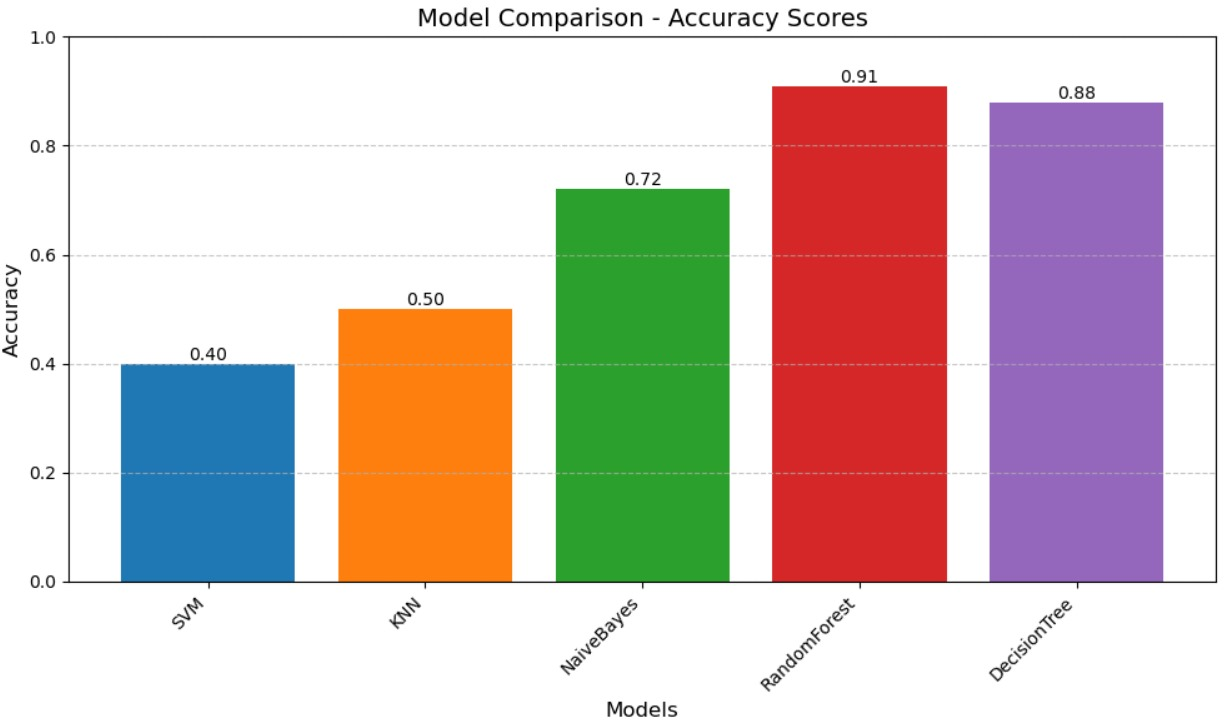 Model Comparison - Accuracy Scores
1.0
0.8
0.6
0.4
0.2
0.0
Accuracy
0.40
0.50
0.72
0.91
0.88
SVM
KNN
NaiveBayes
RandomForest
DecisionTree
Models